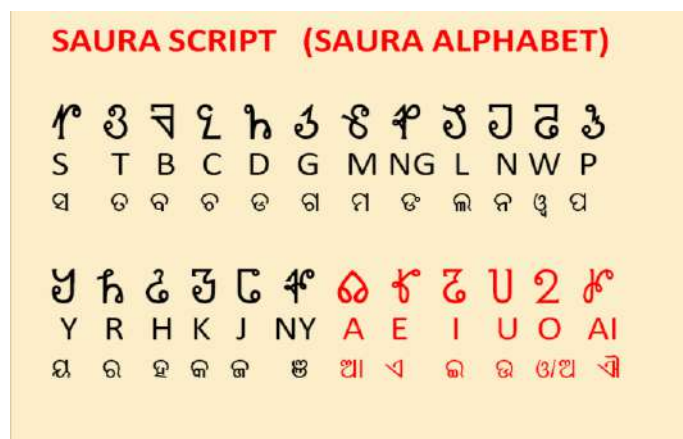 SAURA SCRIPT (SAURA ALPHABET)
𑃐 𑃑 𑃒 𑃓 𑃔 𑃕 𑃖 𑃗 𑃘 𑃙 𑃚 𑃛
S T B C D G M NG L N W P
ସ ତ ବ ଚ ଡ ଗ ମ ଙ ଲ ନ ୱ ପ
𑃜 𑃝 𑃞 𑃟 𑃠 𑃡 𑃢 𑃣 𑃤 𑃥 𑃦 𑃧
Y R H K J NY A E I U O AI
ୟ ର ହ କ ଜ ଞ ଆ ଏ ଇ ଉ ଓ/ଅ ଐ